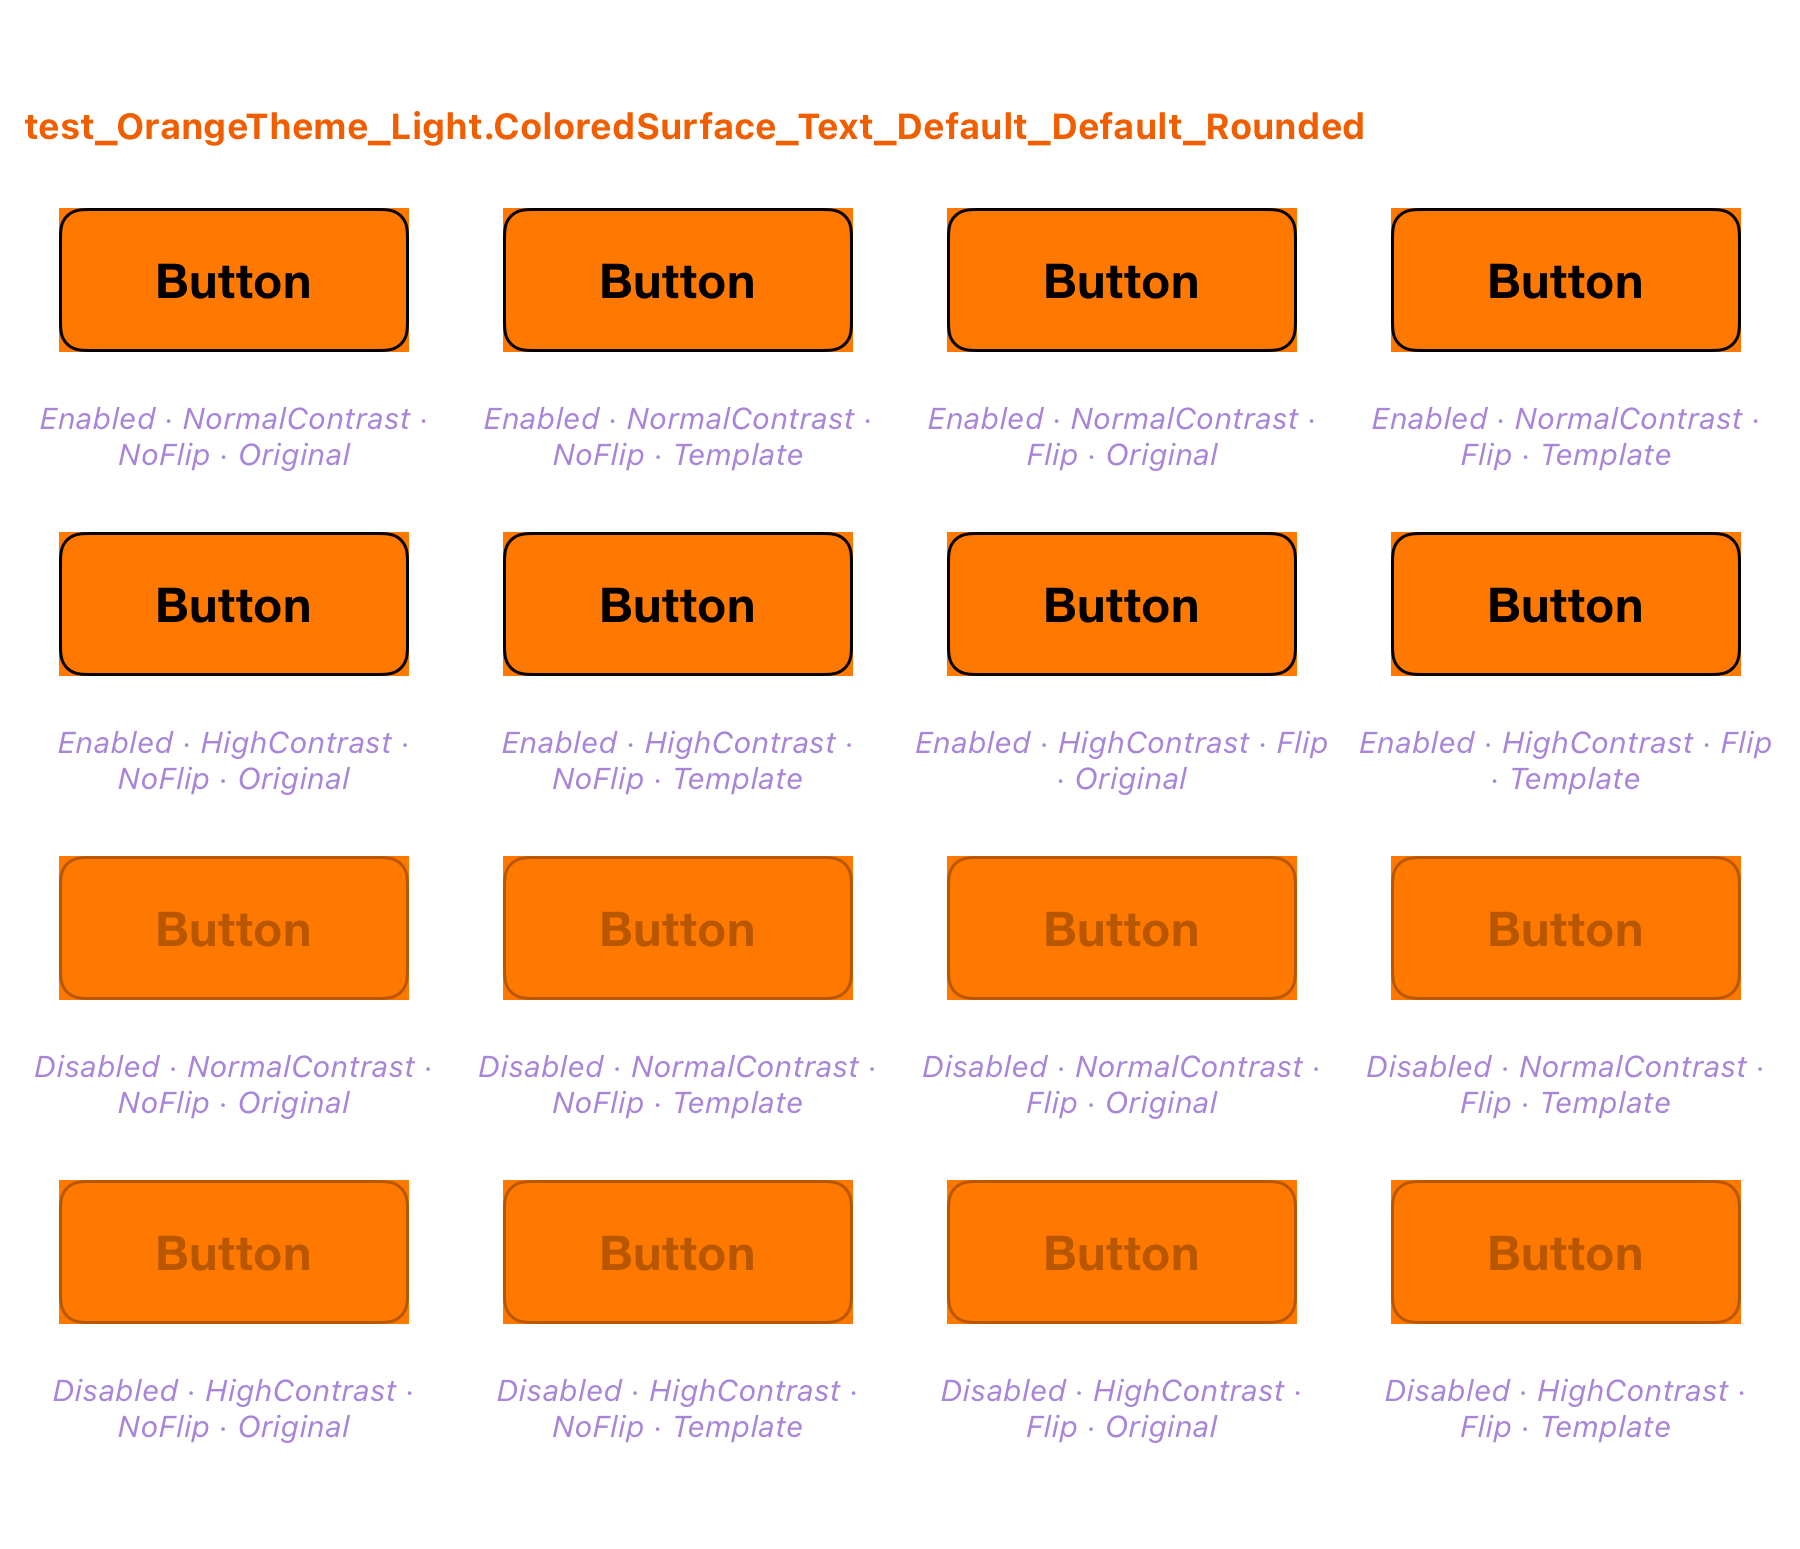 test_OrangeTheme_Light.ColoredSurface_Text_Default_Default_Rounded
Button Button Button Button
Enabled · NormalContrast · Enabled · NormalContrast · Enabled · NormalContrast · Enabled · NormalContrast ·
NoFlip · Original NoFlip · Template Flip · Original Flip · Template
Button Button Button Button
Enabled · HighContrast · Enabled · HighContrast · Enabled · HighContrast · Flip Enabled · HighContrast · Flip
NoFlip · Original NoFlip · Template · Original · Template
Button Button Button Button
Disabled · NormalContrast · Disabled · NormalContrast · Disabled · NormalContrast · Disabled · NormalContrast ·
NoFlip · Original NoFlip · Template Flip · Original Flip · Template
Button Button Button Button
Disabled · HighContrast · Disabled · HighContrast · Disabled · HighContrast · Disabled · HighContrast ·
NoFlip · Original NoFlip · Template Flip · Original Flip · Template